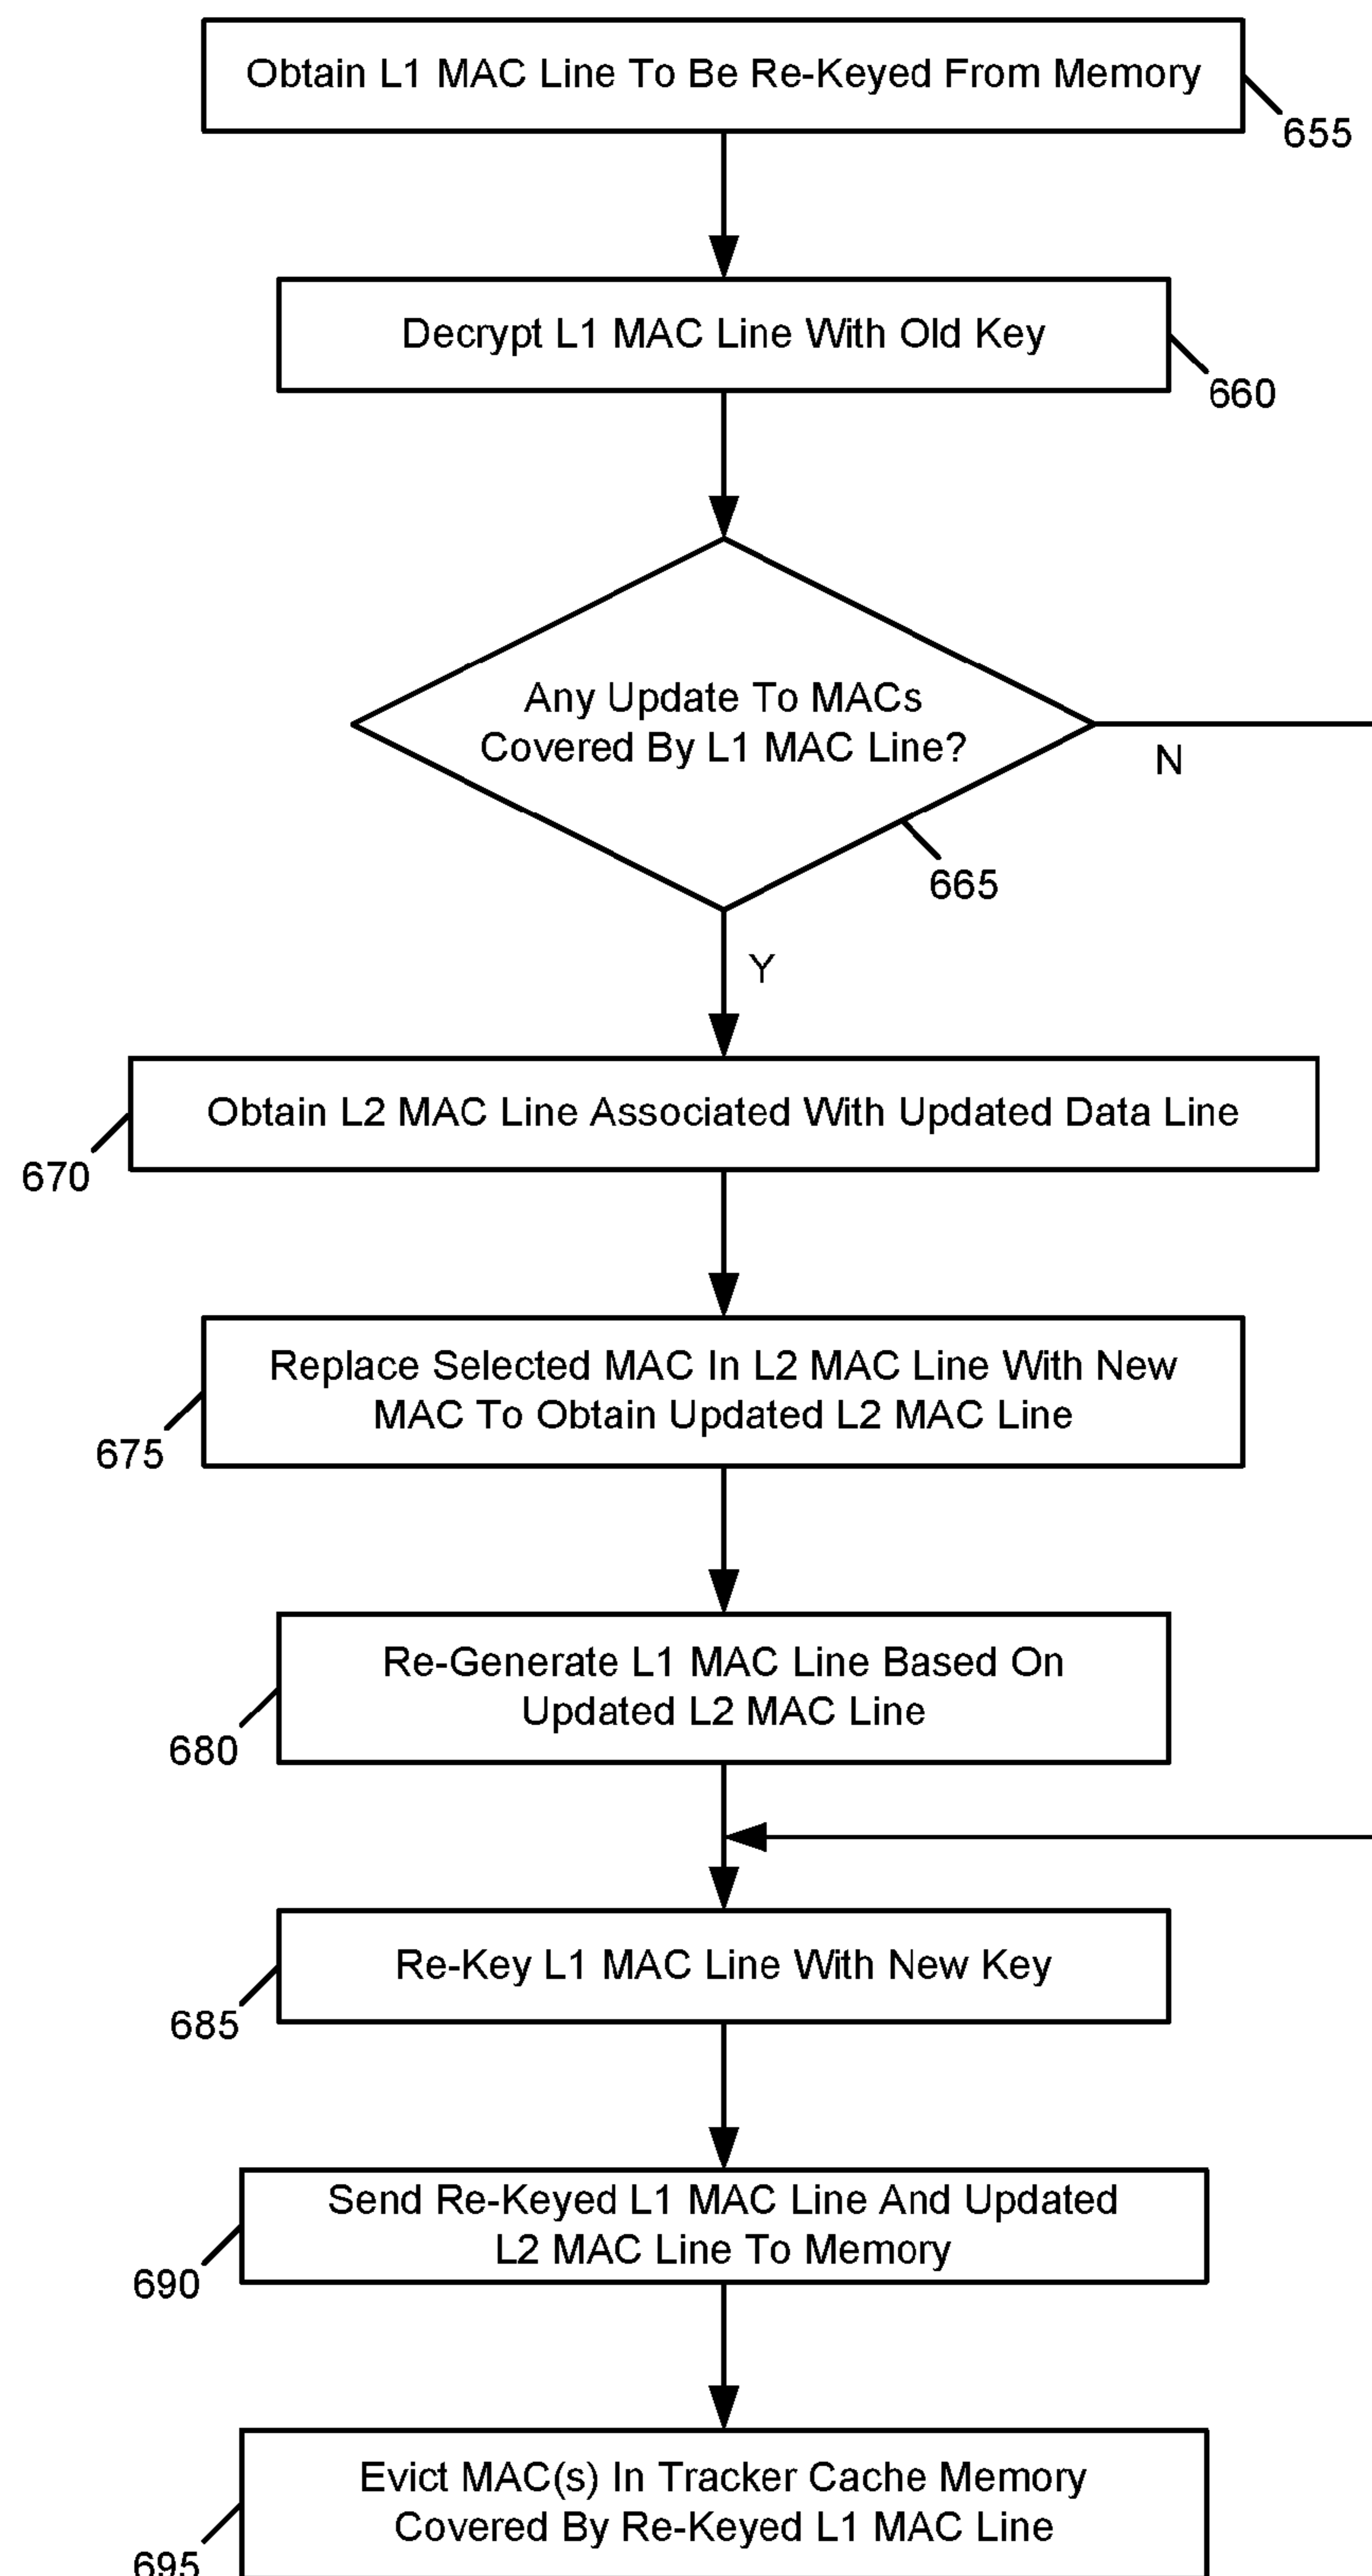 Obtain L1 MAC Line To Be Re-Keyed From Memory
655
Decrypt L1 MAC Line With Old Key
660
Any Update To MACs
Covered By L1 MAC Line?
N
665
Y
Obtain L2 MAC Line Associated With Updated Data Line
670
Replace Selected MAC In L2 MAC Line With New
MAC To Obtain Updated L2 MAC Line
675
Re-Generate L1 MAC Line Based On
Updated L2 MAC Line
680
Re-Key L1 MAC Line With New Key
685
Send Re-Keyed L1 MAC Line And Updated
L2 MAC Line To Memory
690
Evict MAC(s) In Tracker Cache Memory
Covered By Re-Keyed L1 MAC Line
695